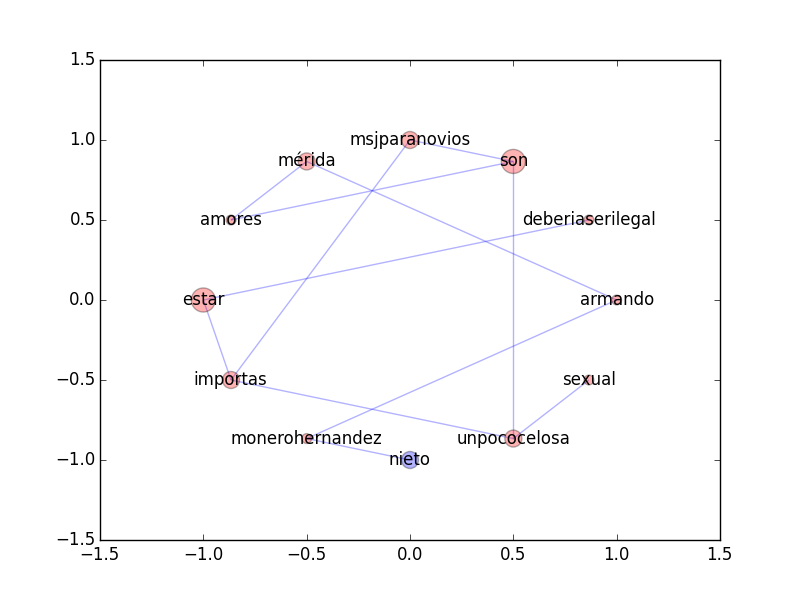 1.5
msjparanovios
1.0
mérida
son
amores
deberiaserilegal
0.5
estar
armando
0.0
importas
sexual
−0.5
monerohernandez
unpocoocelosa
nieto
−1.0
−1.5
−1.5 −1.0 −0.5 0.0 0.5 1.0 1.5